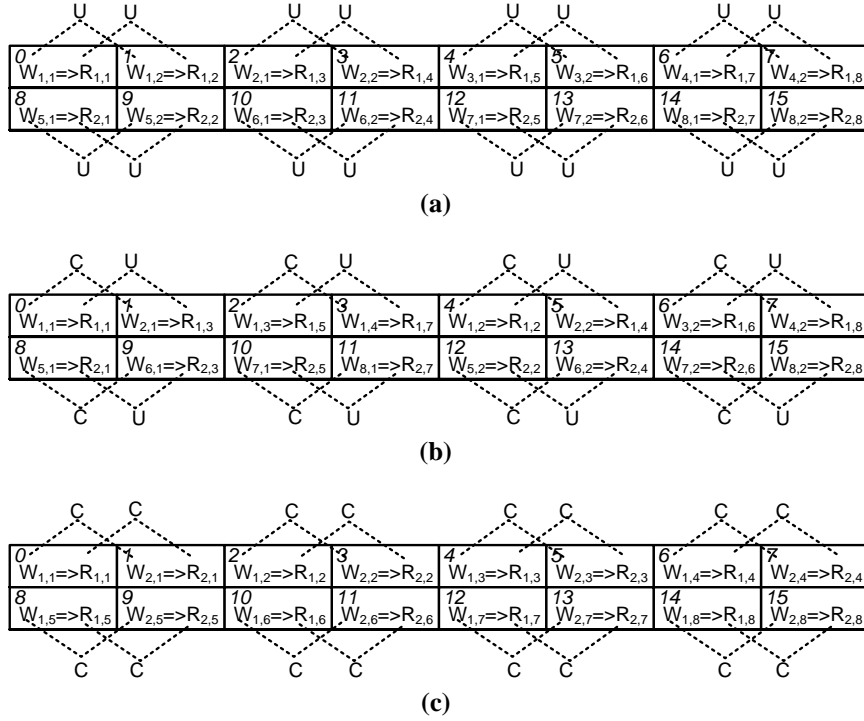 U U U U U U U U
0 1 2 3 4 5 6 7
W1,1=>R1,1 W1,2=>R1,2 W2,1=>R1,3 W2,2=>R1,4 W3,1=>R1,5 W3,2=>R1,6 W4,1=>R1,7 W4,2=>R1,8
8 9 10 11 12 13 14 15
W5,1=>R2,1 W5,2=>R2,2 W6,1=>R2,3 W6,2=>R2,4 W7,1=>R2,5 W7,2=>R2,6 W8,1=>R2,7 W8,2=>R2,8
U U U U U U U U
(a)
C U C U C U C U
0 1 2 3 4 5 6 7
W1,1=>R1,1 W2,1=>R1,3 W1,3=>R1,5 W1,4=>R1,7 W1,2=>R1,2 W2,2=>R1,4 W3,2=>R1,6 W4,2=>R1,8
8 9 10 11 12 13 14 15
W5,1=>R2,1 W6,1=>R2,3 W7,1=>R2,5 W8,1=>R2,7 W5,2=>R2,2 W6,2=>R2,4 W7,2=>R2,6 W8,2=>R2,8
C U C U C U C U
(b)
C C C C C C C C
0 1 2 3 4 5 6 7
W1,1=>R1,1 W2,1=>R2,1 W1,2=>R1,2 W2,2=>R2,2 W1,3=>R1,3 W2,3=>R2,3 W1,4=>R1,4 W2,4=>R2,4
8 9 10 11 12 13 14 15
W1,5=>R1,5 W2,5=>R2,5 W1,6=>R1,6 W2,6=>R2,6 W1,7=>R1,7 W2,7=>R2,7 W1,8=>R1,8 W2,8=>R2,8
C C C C C C C C
(c)